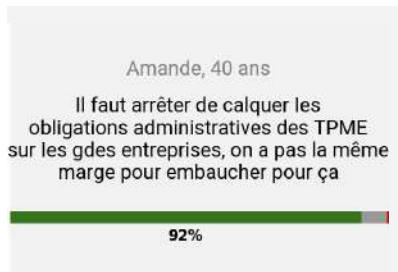 Amande, 40 ans
Il faut arrêter de calquer les
obligations administratives des TPME
sur les gdes entreprises, on a pas la même
marge pour embaucher pour ça
92%